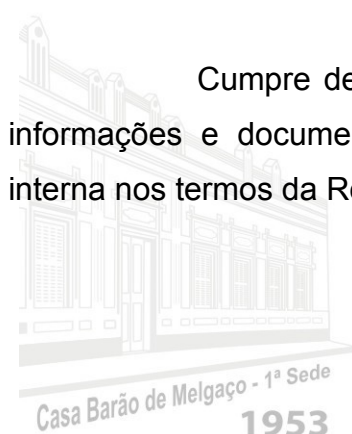 Cumpre de
informações e docume
interna nos termos da R
Casa Barão de Melgaço - 1ª Sede
1953